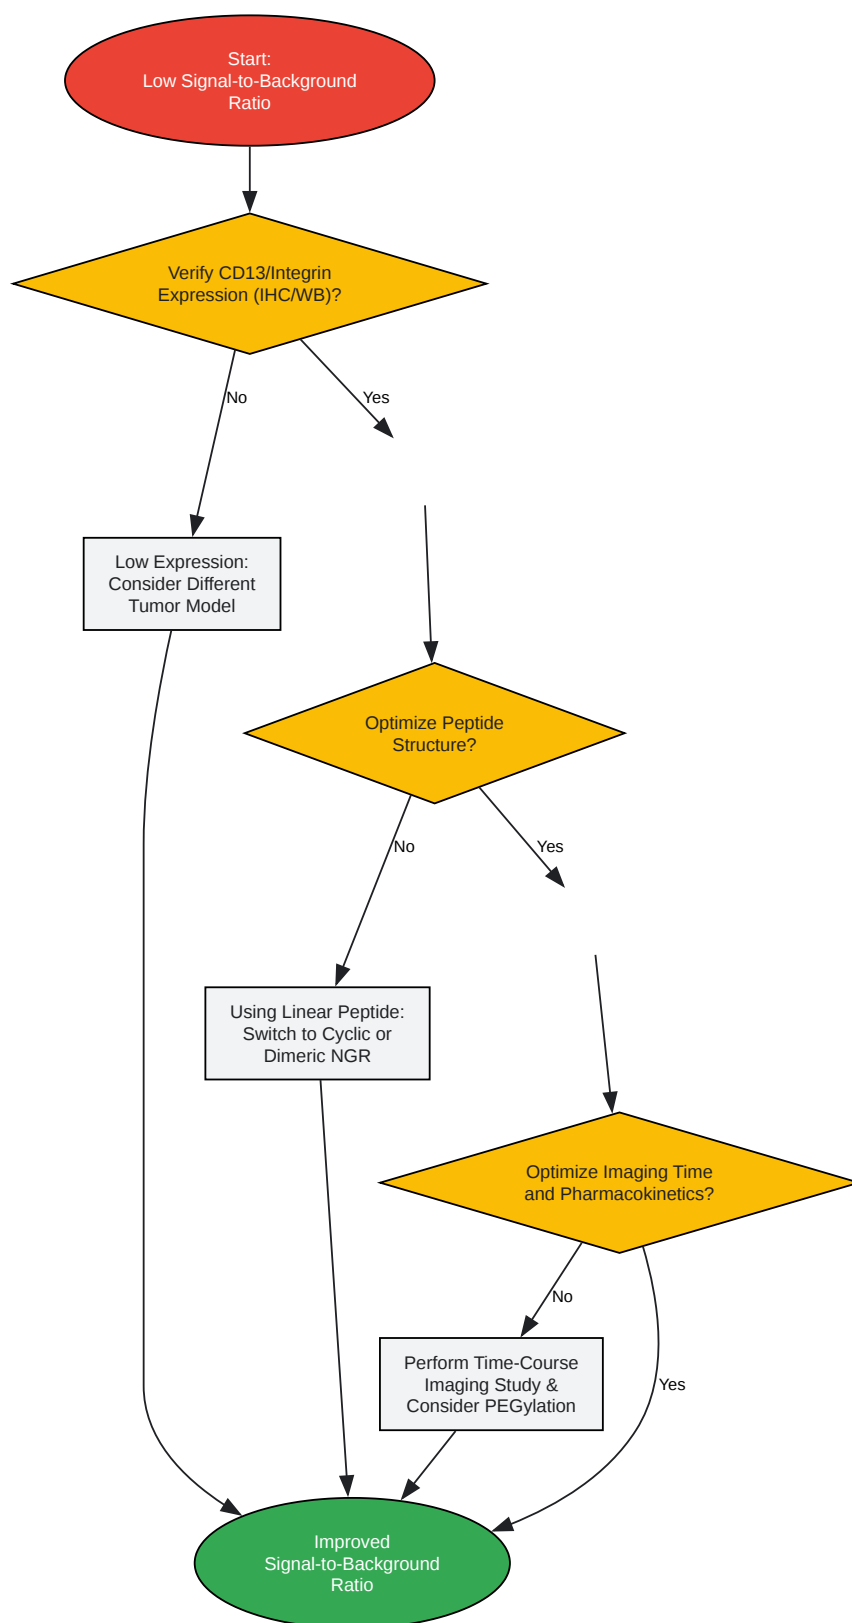 Start:
Low Signal-to-Background
Ratio
Verify CD13/Integrin
Expression (IHC/WB)?
No
Yes
Low Expression:
Consider Different
Tumor Model
Optimize Peptide
Structure?
No
Yes
Using Linear Peptide:
Switch to Cyclic or
Dimeric NGR
Optimize Imaging Time
and Pharmacokinetics?
No
Yes
Perform Time-Course
Imaging Study &
Consider PEGylation
Improved
Signal-to-Background
Ratio